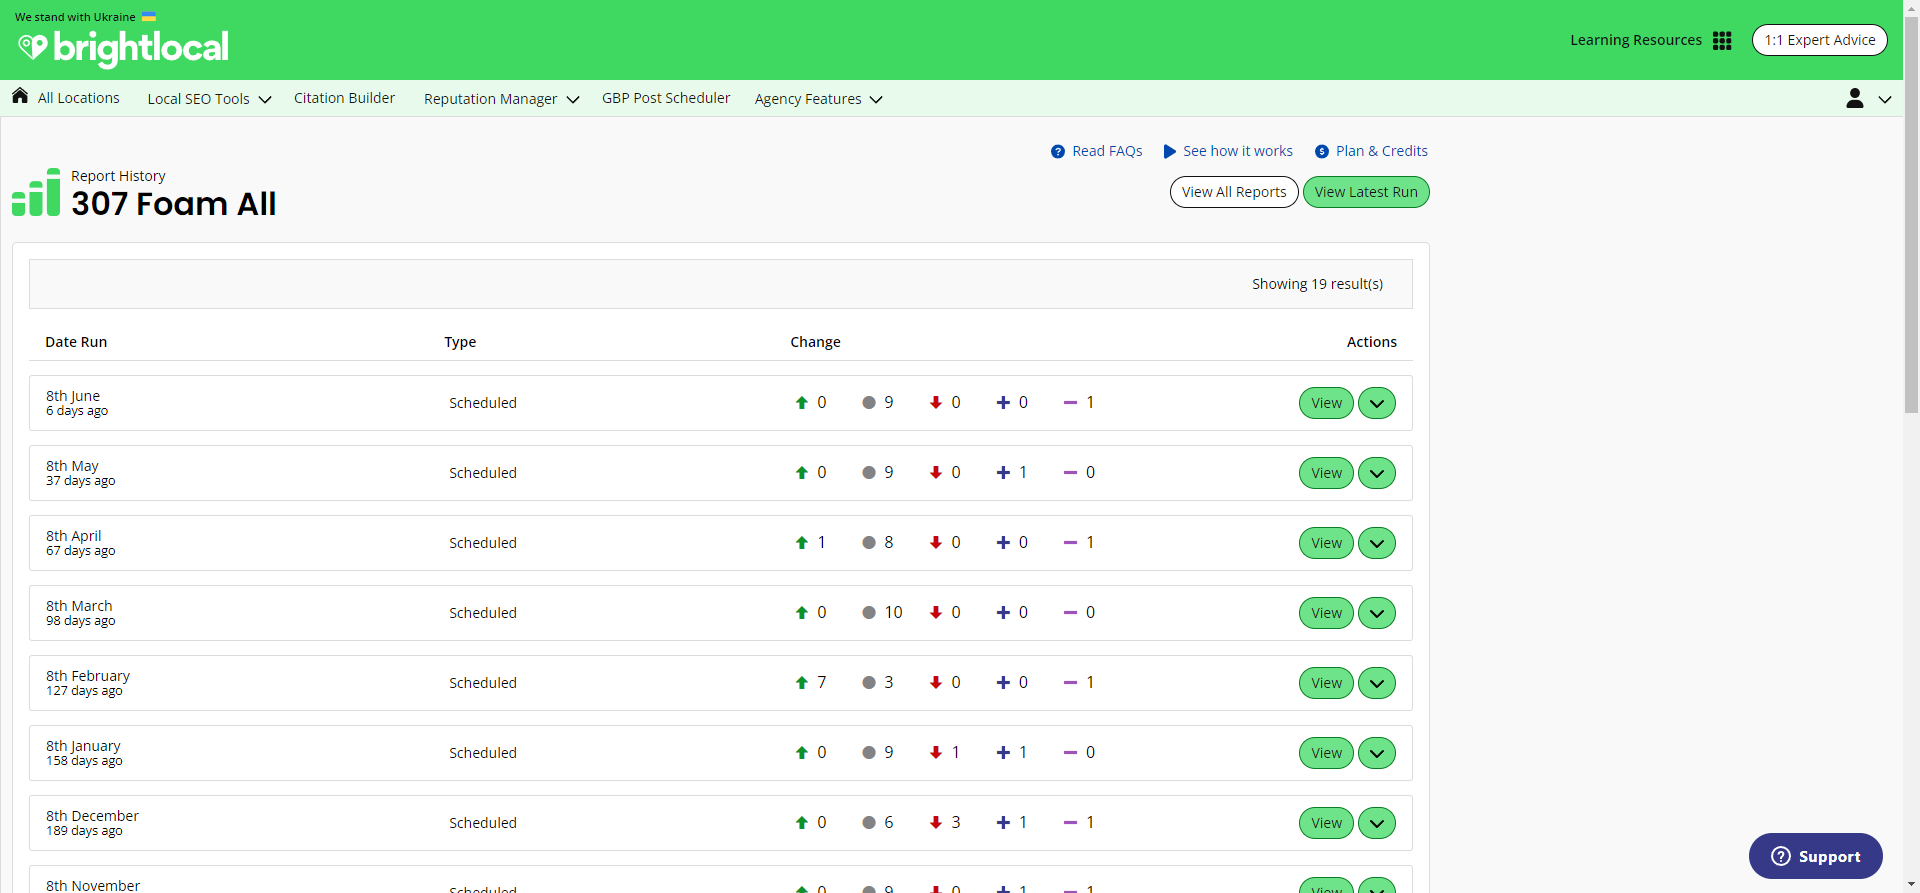 We stand with Ukraine
brightlocal
Learning Resources
1:1 Expert Advice
All Locations Local SEO Tools Citation Builder Reputation Manager GBP Post Scheduler Agency Features
Read FAQs See how it works Plan & Credits
Report History
307 Foam All
View All Reports View Latest Run
Showing 19 result(s)
Date Run Type Change Actions
8th June
6 days ago
Scheduled 0 9 0 0 1 View
8th May
37 days ago
Scheduled 0 9 0 1 0 View
8th April
67 days ago
Scheduled 1 8 0 0 1 View
8th March
98 days ago
Scheduled 0 10 0 0 0 View
8th February
127 days ago
Scheduled 7 3 0 0 1 View
8th January
158 days ago
Scheduled 0 9 1 1 0 View
8th December
189 days ago
Scheduled 0 6 3 1 1 View
8th November
Scheduled 0 9 0 1 1 View
Support